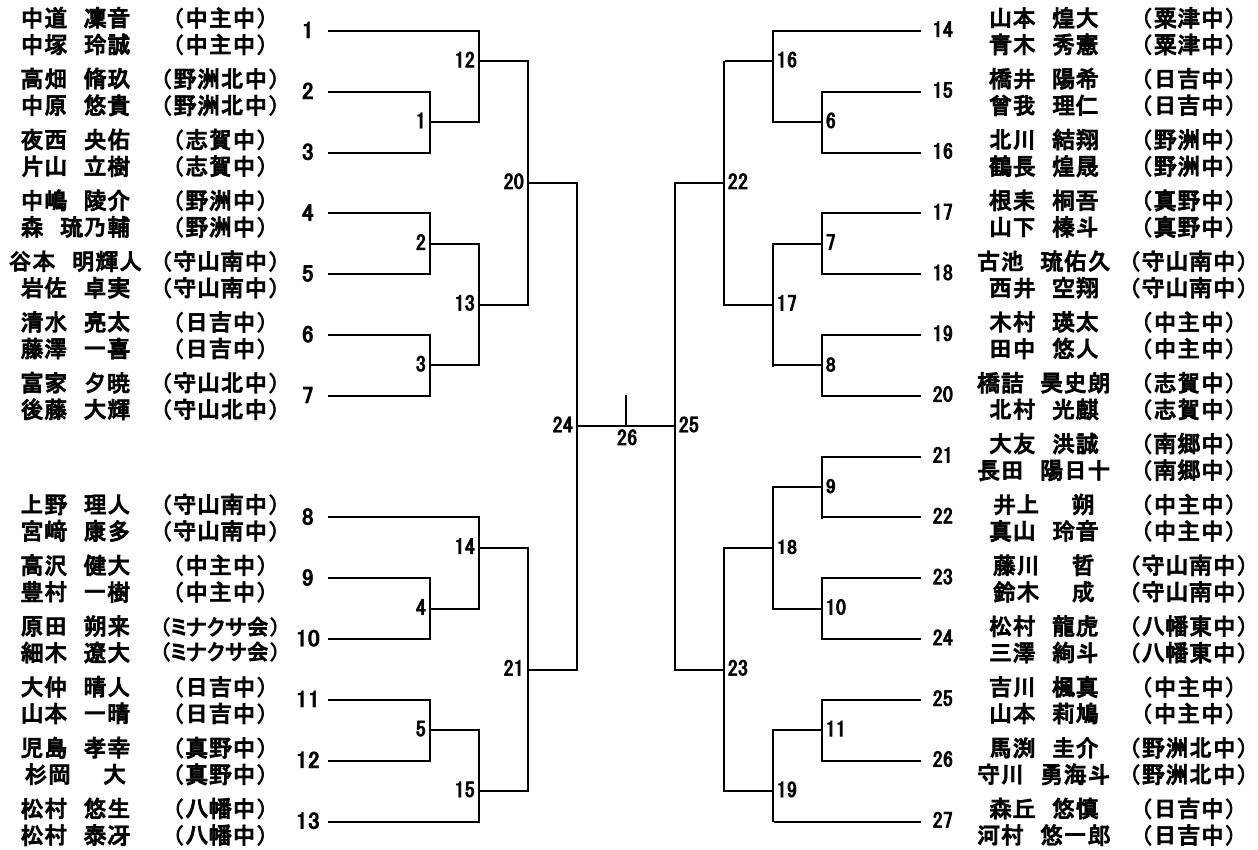 中道 凜音 (中主中)
中塚 玲誠 (中主中)
1
高畑 脩玖 (野洲北中)
中原 悠貴 (野洲北中)
2
夜西 央佑 (志賀中)
片山 立樹 (志賀中)
3
中嶋 陵介 (野洲中)
森 琉乃輔 (野洲中)
4
谷本 明輝人 (守山南中)
岩佐 卓実 (守山南中)
5
清水 亮太 (日吉中)
藤澤 一喜 (日吉中)
6
富家 夕暁 (守山北中)
後藤 大輝 (守山北中)
7
上野 理人 (守山南中)
宮﨑 康多 (守山南中)
8
高沢 健大 (中主中)
豊村 一樹 (中主中)
9
原田 朔来 (ミナクサ会)
細木 遼大 (ミナクサ会)
10
大仲 晴人 (日吉中)
山本 一晴 (日吉中)
11
児島 孝幸 (真野中)
杉岡 大 (真野中)
12
松村 悠生 (八幡中)
松村 泰冴 (八幡中)
13
12
1
20
2
13
3
24
14
4
21
5
15
26
16
6
22
7
17
8
25
9
18
10
23
11
19
14
山本 煌大 (粟津中)
青木 秀憲 (粟津中)
15
橋井 陽希 (日吉中)
曾我 理仁 (日吉中)
16
北川 結翔 (野洲中)
鶴長 煌晟 (野洲中)
17
根耒 桐吾 (真野中)
山下 榛斗 (真野中)
18
古池 琉佑久 (守山南中)
西井 空翔 (守山南中)
19
木村 瑛太 (中主中)
田中 悠人 (中主中)
20
橋詰 昊史朗 (志賀中)
北村 光麒 (志賀中)
21
大友 洪誠 (南郷中)
長田 陽日十 (南郷中)
22
井上 朔 (中主中)
真山 玲音 (中主中)
23
藤川 哲 (守山南中)
鈴木 成 (守山南中)
24
松村 龍虎 (八幡東中)
三澤 絢斗 (八幡東中)
25
吉川 楓真 (中主中)
山本 莉鳩 (中主中)
26
馬渕 圭介 (野洲北中)
守川 勇海斗 (野洲北中)
27
森丘 悠慎 (日吉中)
河村 悠一郎 (日吉中)